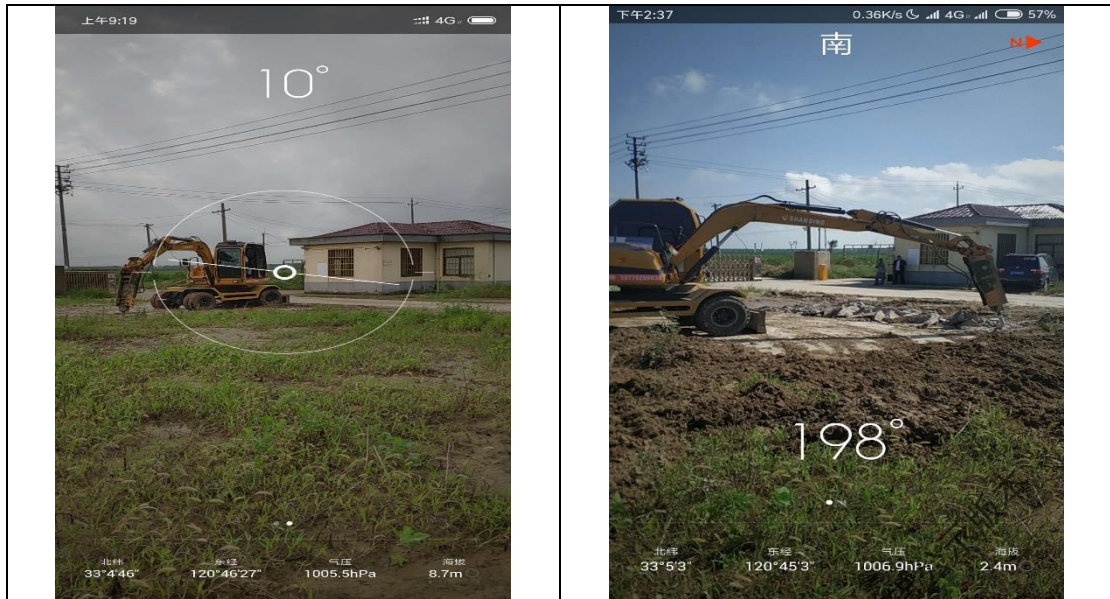 上午9:19
4G
10°
北纬
东经
气压
海拔
33°4'46"
120°46'27"
1005.5hPa
8.7m
下午2:37
0.36K/s
4G
57%
南
N
SHANDING
198°
北纬
东经
气压
海拔
33°5'3"
120°45'3"
1006.9hPa
2.4m